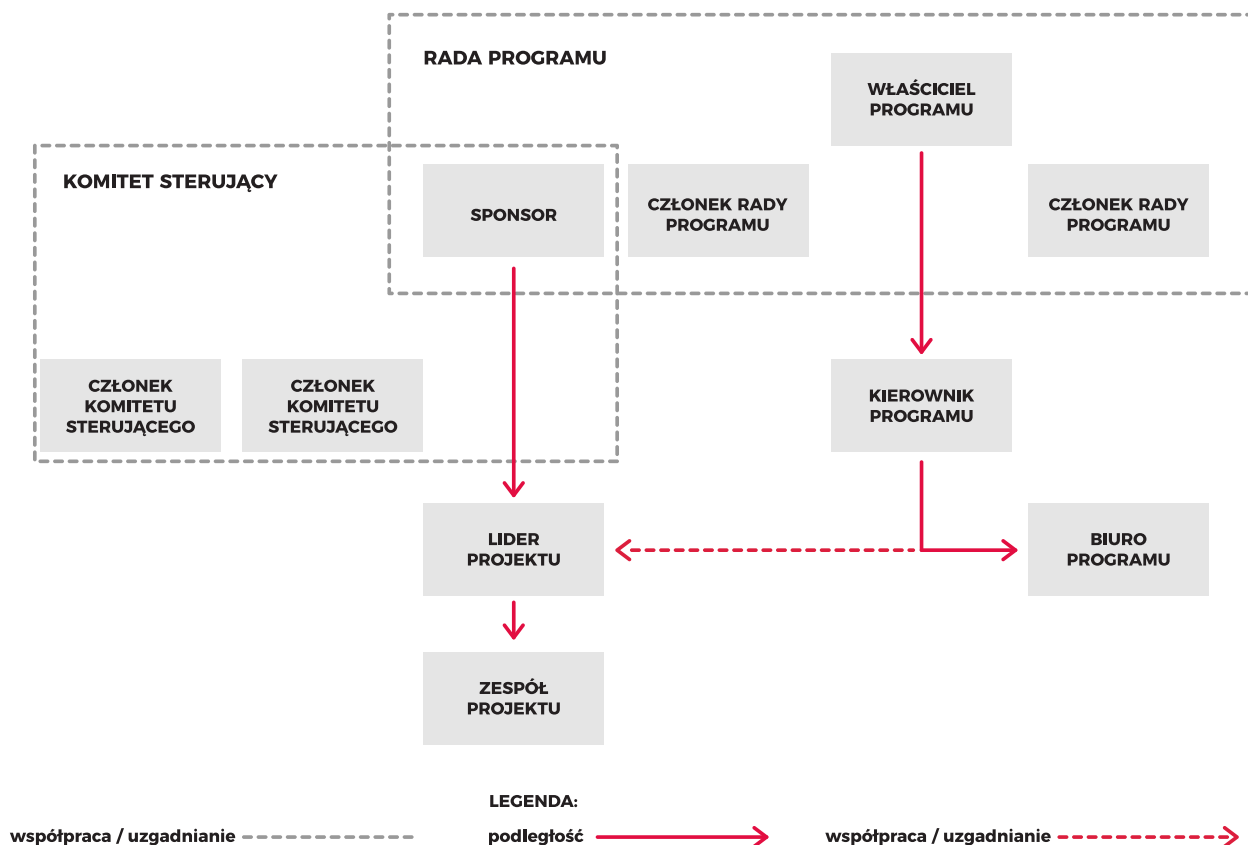 RADA PROGRAMU
WŁAŚCICIEL
PROGRAMU
KOMITET STERUJĄCY
SPONSOR
CZŁONEK RADY
PROGRAMU
CZŁONEK RADY
PROGRAMU
CZŁONEK
KOMITETU
STERUJĄCEGO
CZŁONEK
KOMITETU
STERUJĄCEGO
KIEROWNIK
PROGRAMU
LIDER
PROJEKTU
BIURO
PROGRAMU
ZESPÓŁ
PROJEKTU
LEGENDA:
współpraca / uzgadnianie
podległość
współpraca / uzgadnianie